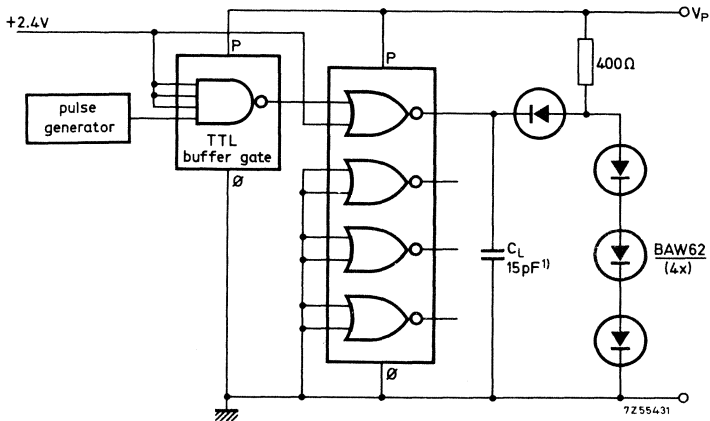 +2.4V
P
P
V_P
400Ω
pulse
generator
TTL
buffer gate
Ø
C_L
15pF¹⁾
BAW62
(4x)
Ø
7Z55431